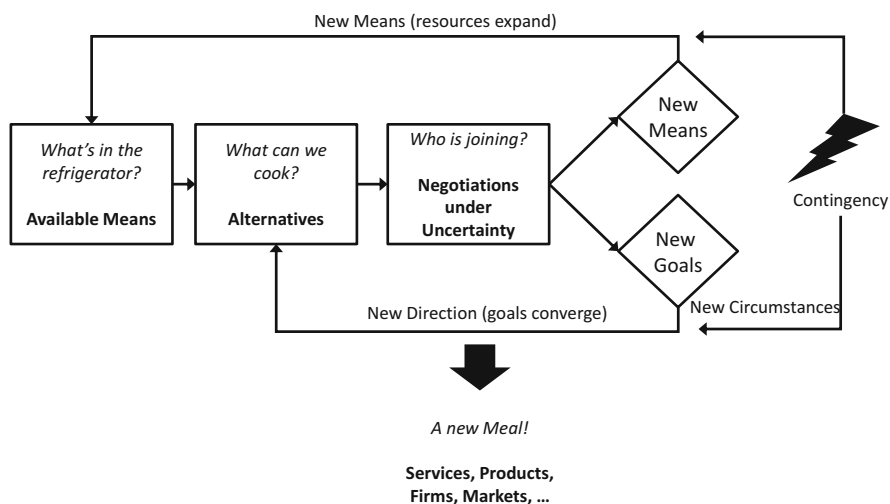 New Means (resources expand)
What's in the
refrigerator?
Available Means
What can we
cook?
Alternatives
Who is joining?
Negotiations
under
Uncertainty
New
Means
New
Goals
Contingency
New Circumstances
New Direction (goals converge)
A new Meal!
Services, Products,
Firms, Markets, ...